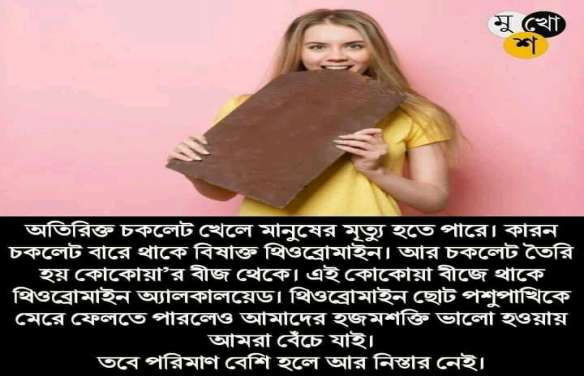 মু খো
শ
অতিরিক্ত চকলেট খেলে মানুষের মৃত্যু হতে পারে। কারন
চকলেট বারে থাকে বিষাক্ত থিওব্রোমাইন। আর চকলেট তৈরি
হয় কোকোয়া'র বীজ থেকে। এই কোকোয়া বীজে থাকে
থিওব্রোমাইন অ্যালকালয়েড। থিওব্রোমাইন ছোট পশুপাখিকে
মেরে ফেলতে পারলেও আমাদের হজমশক্তি ভালো হওয়ায়
আমরা বেঁচে যাই।
তবে পরিমাণ বেশি হলে আর নিস্তার নেই।